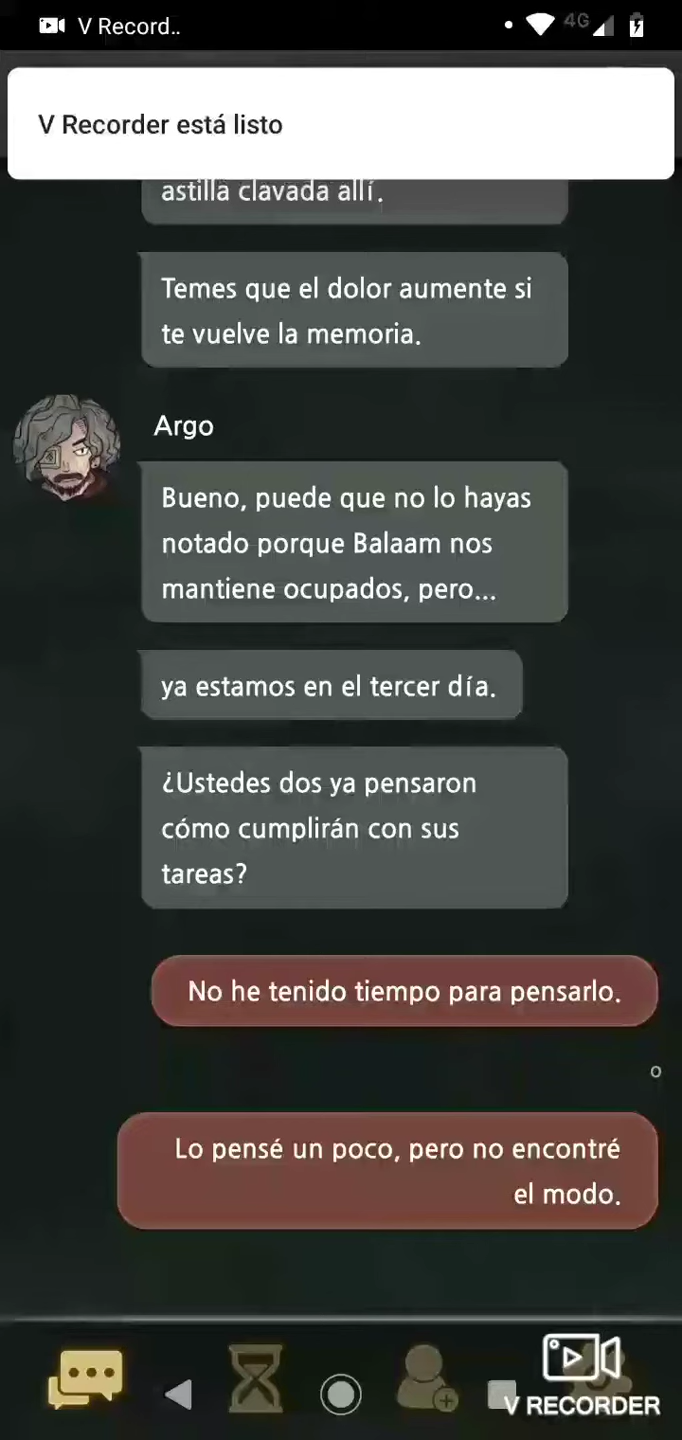 V Record..
4G
V Recorder está listo
astilla clavada allí.
Temes que el dolor aumente si
te vuelve la memoria.
Argo
Bueno, puede que no lo hayas
notado porque Balaam nos
mantiene ocupados, pero...
ya estamos en el tercer día.
¿Ustedes dos ya pensaron
cómo cumplirán con sus
tareas?
No he tenido tiempo para pensarlo.
o
Lo pensé un poco, pero no encontré
el modo.
V RECORDER